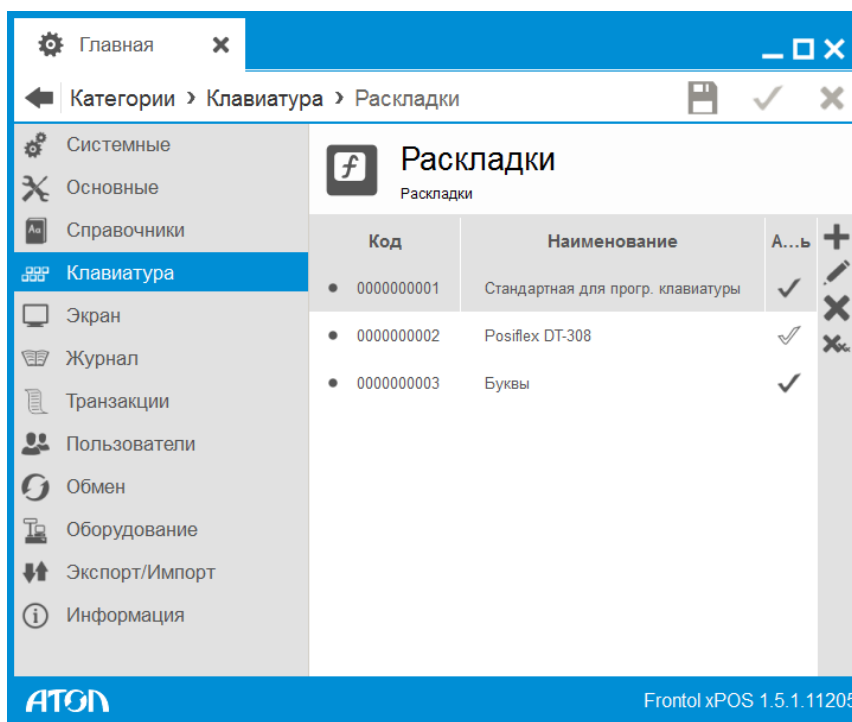 Главная
Категории › Клавиатура › Раскладки
Системные
Основные
Справочники
Клавиатура
Экран
Журнал
Транзакции
Пользователи
Обмен
Оборудование
Экспорт/Импорт
Информация
Раскладки
Раскладки
Код Наименование А...ь
0000000001 Стандартная для прогр. клавиатуры
0000000002 Posiflex DT-308
0000000003 Буквы
АТОЛ Frontol xPOS 1.5.1.11205